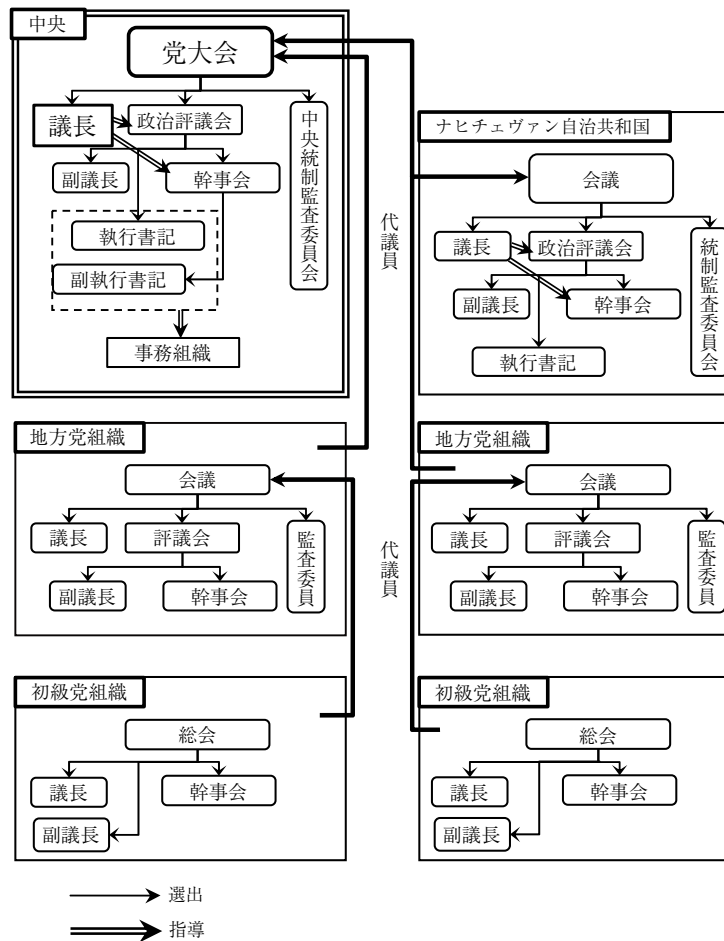 中央
党大会
議長
政治評議会
中央統制監査委員会
副議長
幹事会
執行書記
副執行書記
事務組織
代議員
ナヒチェヴァン自治共和国
会議
議長
政治評議会
統制監査委員会
副議長
幹事会
執行書記
地方党組織
会議
議長
評議会
監査委員
副議長
幹事会
代議員
地方党組織
会議
議長
評議会
監査委員
副議長
幹事会
初級党組織
総会
議長
幹事会
副議長
初級党組織
総会
議長
幹事会
副議長
選出
指導